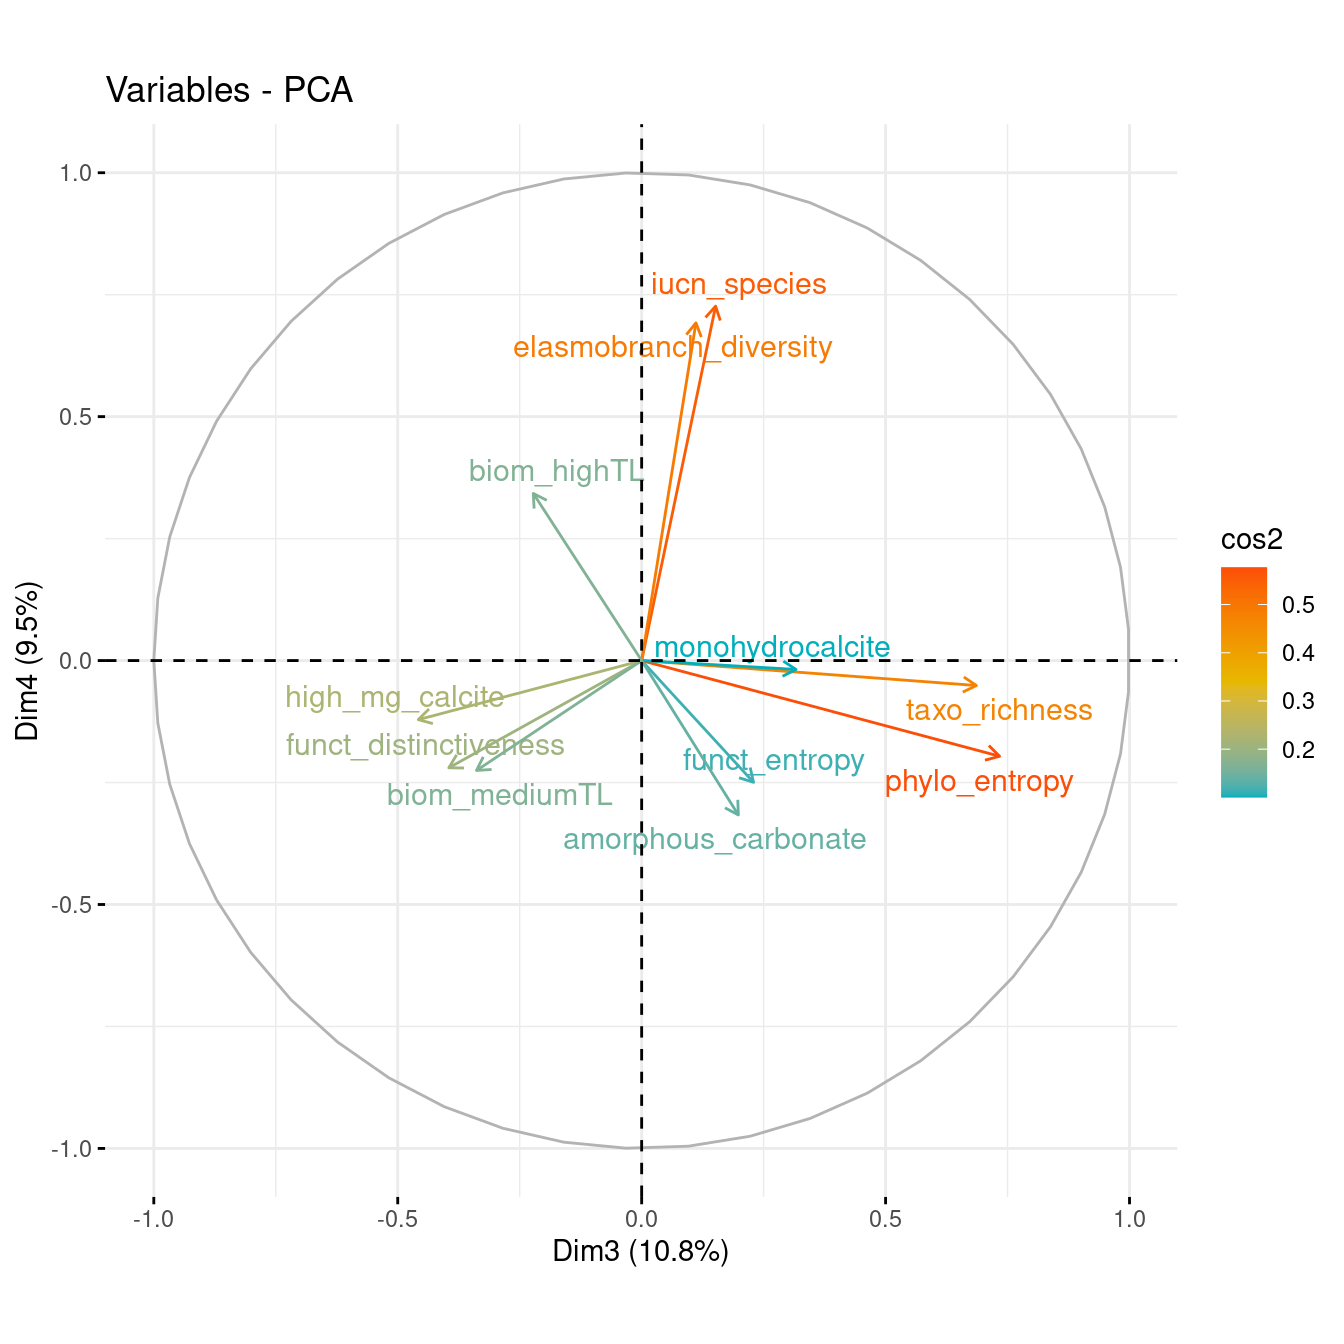 Variables - PCA
1.0
0.5
0.0
-0.5
-1.0
Dim4 (9.5%)
iucn_species
elasmobranch_diversity
biom_highTL
monohydrocalcite
high_mg_calcite
taxo_richness
funct_distinctiveness
funct_entropy
phylo_entropy
biom_mediumTL
amorphous_carbonate
-1.0
-0.5
0.0
0.5
1.0
Dim3 (10.8%)
cos2
0.5
0.4
0.3
0.2